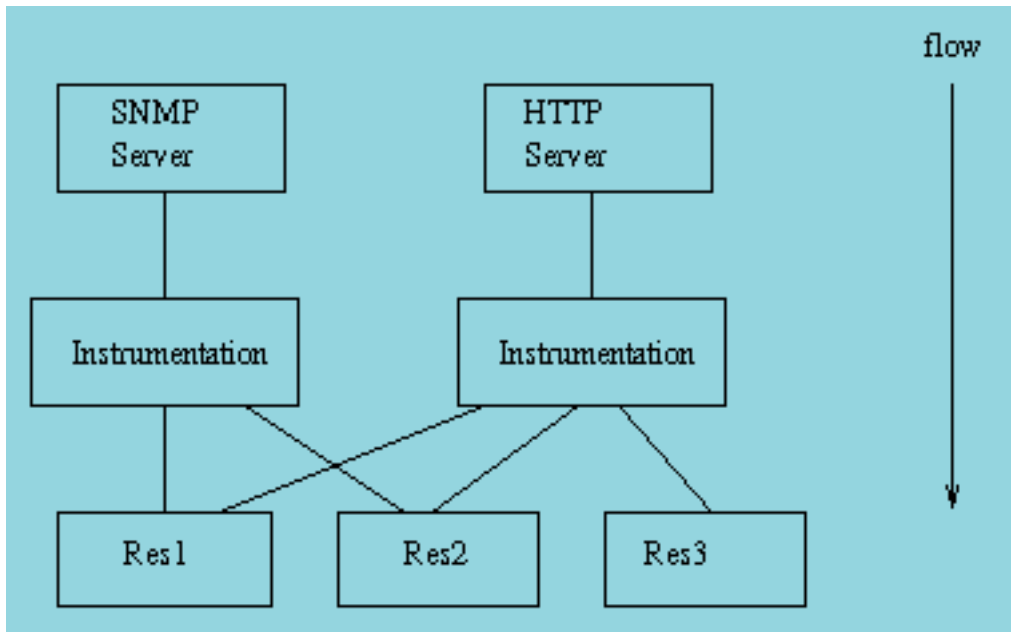 flow
SNMP
Server
HTTP
Server
Instrumentation
Instrumentation
Res1
Res2
Res3